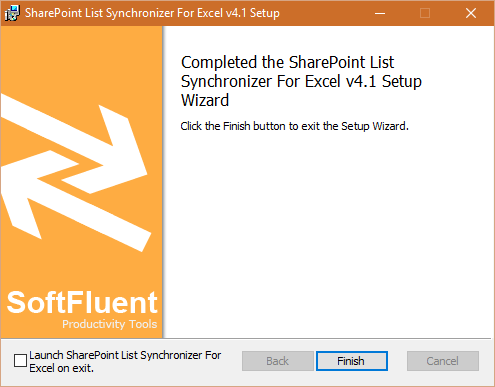 SharePoint List Synchronizer For Excel v4.1 Setup
Completed the SharePoint List
Synchronizer For Excel v4.1 Setup
Wizard
Click the Finish button to exit the Setup Wizard.
SoftFluent
Productivity Tools
Launch SharePoint List Synchronizer For
Excel on exit.
Back
Finish
Cancel